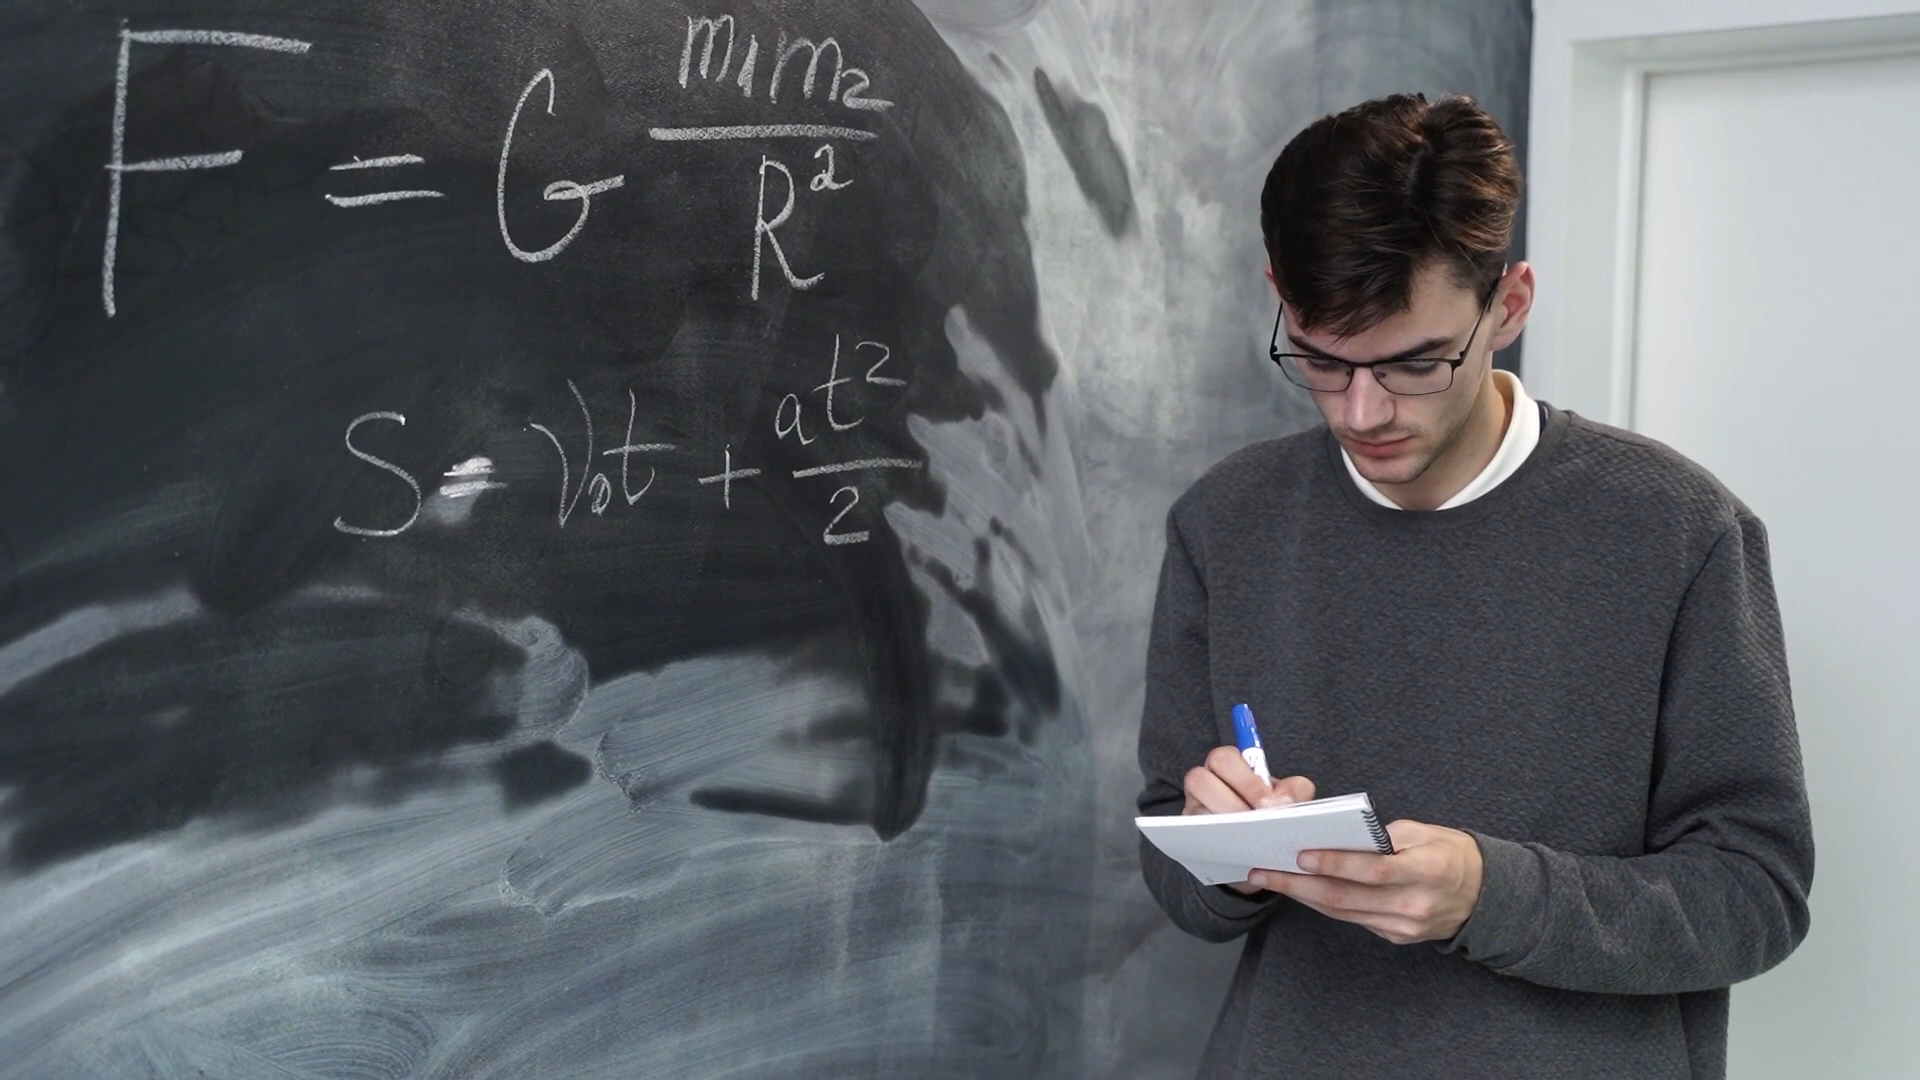 F = G m₁m₂/R²
S = V₀t + at²/2